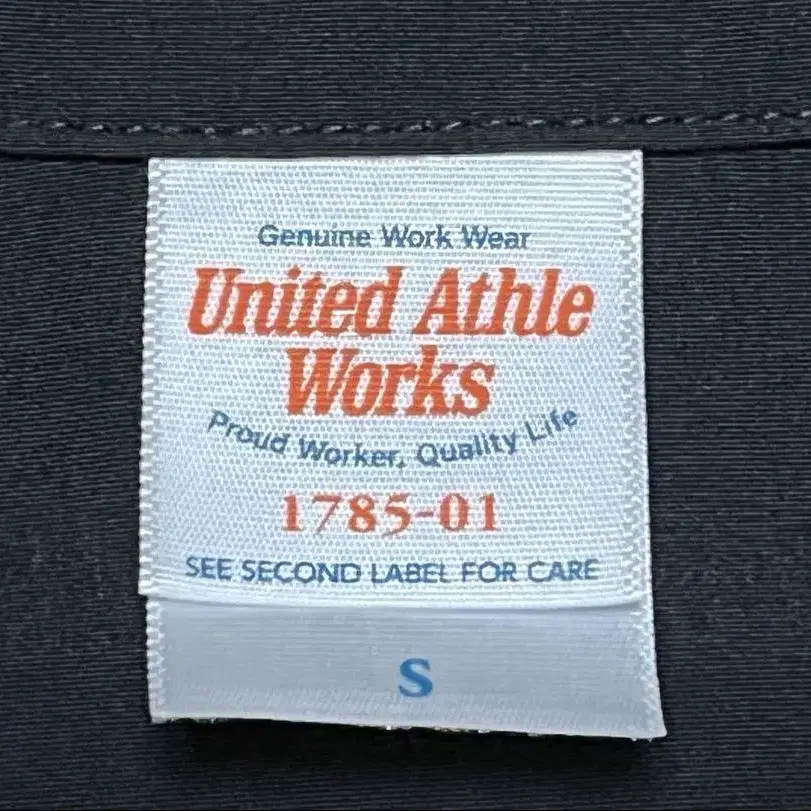 Genuine Work Wear
United Athle
Works
Proud Worker, Quality Life
1785-01
SEE SECOND LABEL FOR CARE
S